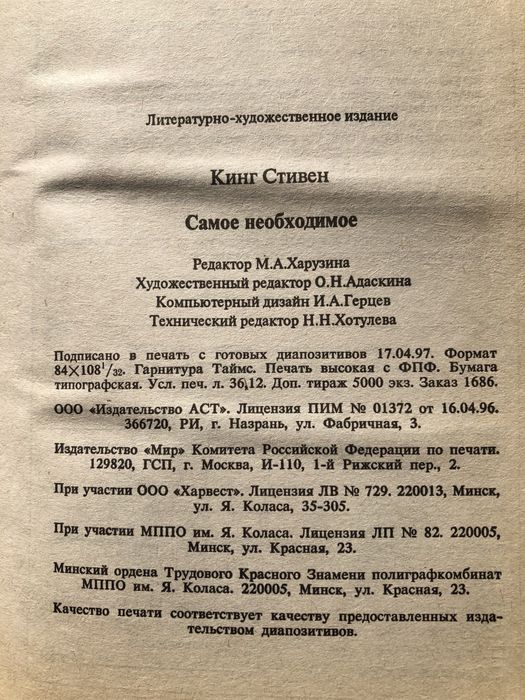 Литературно-художественное издание
Кинг Стивен
Самое необходимое
Редактор М.А.Харузина
Художественный редактор О.Н.Адаскина
Компьютерный дизайн И.А.Герцев
Технический редактор Н.Н.Хотулева
Подписано в печать с готовых диапозитивов 17.04.97. Формат
84×108¹/₃₂. Гарнитура Таймс. Печать высокая с ФПФ. Бумага
типографская. Усл. печ. л. 36,12. Доп. тираж 5000 экз. Заказ 1686.
ООО «Издательство АСТ». Лицензия ПИМ № 01372 от 16.04.96.
366720, РИ, г. Назрань, ул. Фабричная, 3.
Издательство «Мир» Комитета Российской Федерации по печати.
129820, ГСП, г. Москва, И-110, 1-й Рижский пер., 2.
При участии ООО «Харвест». Лицензия ЛВ № 729. 220013, Минск,
ул. Я. Коласа, 35-305.
При участии МППО им. Я. Коласа. Лицензия ЛП № 82. 220005,
Минск, ул. Красная, 23.
Минский ордена Трудового Красного Знамени полиграфкомбинат
МППО им. Я. Коласа. 220005, Минск, ул. Красная, 23.
Качество печати соответствует качеству предоставленных изда-
тельством диапозитивов.